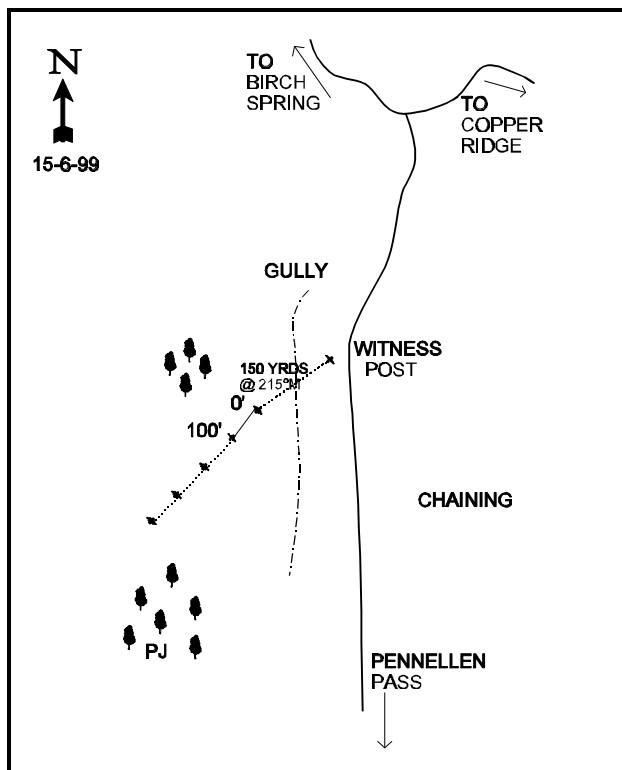 N
15-6-99
TO
BIRCH
SPRING
TO
COPPER
RIDGE
GULLY
WITNESS
POST
150 YRDS
@ 215ºM
0'
100'
CHAINING
PJ
PENNELLEN
PASS